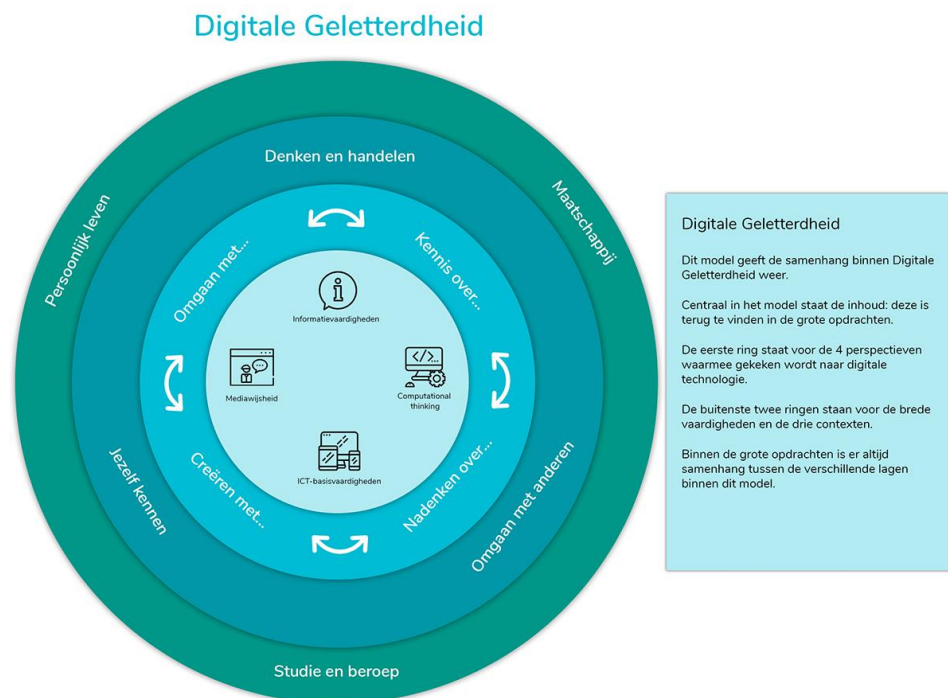 Digitale Geletterdheid
Denken en handelen
Persoonlijk leven
Maatschappij
Omgaan met...
Kennis over...
i
Informatievaardigheden
</>
Mediawijsheid
Computational
thinking
ICT-basisvaardigheden
Creëren met...
Nadenken over...
Jezelf kennen
Omgaan met anderen
Studie en beroep
Digitale Geletterdheid
Dit model geeft de samenhang binnen Digitale
Geletterdheid weer.
Centraal in het model staat de inhoud: deze is
terug te vinden in de grote opdrachten.
De eerste ring staat voor de 4 perspectieven
waarmee gekeken wordt naar digitale
technologie.
De buitenste twee ringen staan voor de brede
vaardigheden en de drie contexten.
Binnen de grote opdrachten is er altijd
samenhang tussen de verschillende lagen
binnen dit model.